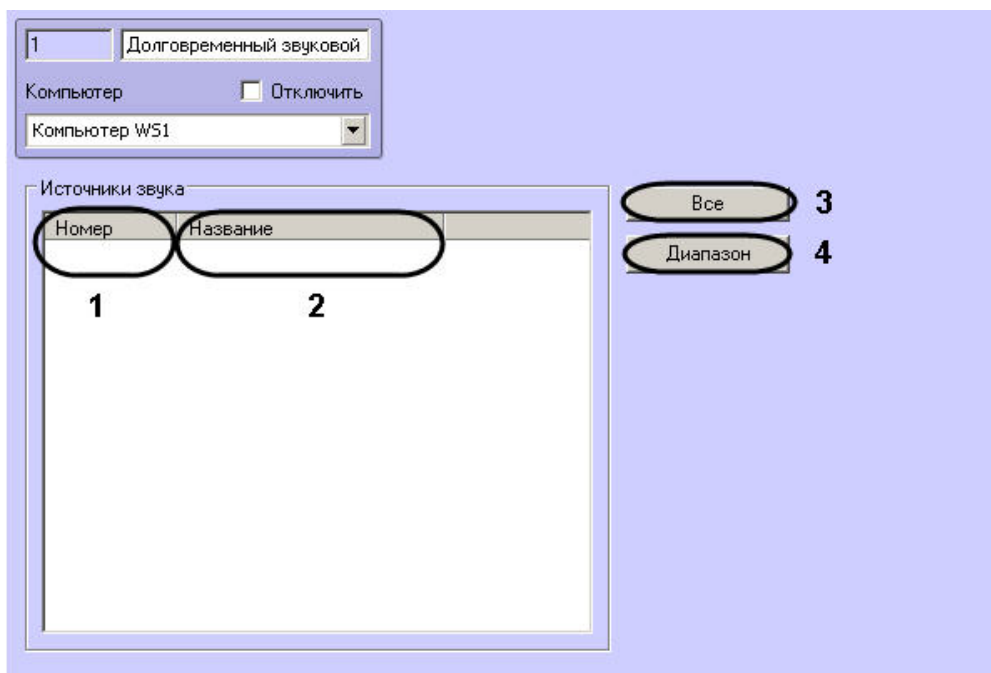 1 Долговременный звуковой
Компьютер Отключить
Компьютер WS1
Источники звука
Номер Название
1 2
Все 3
Диапазон 4